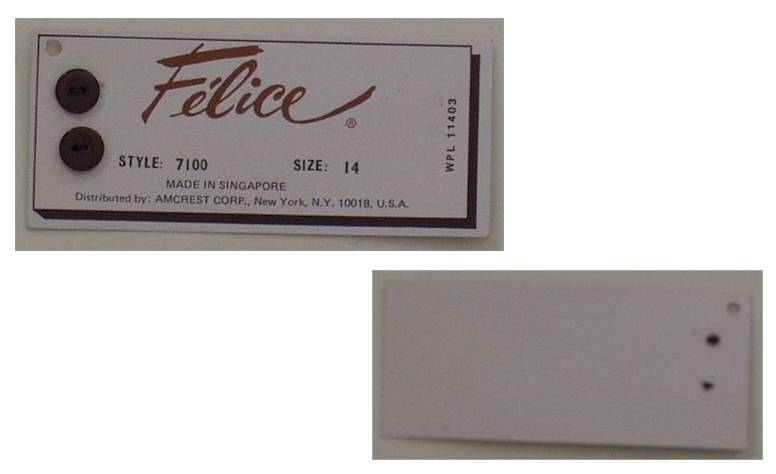 Félice ®
STYLE: 7100 SIZE: 14
MADE IN SINGAPORE
Distributed by: AMCREST CORP., New York, N.Y. 10018, U.S.A.
WPL 11403